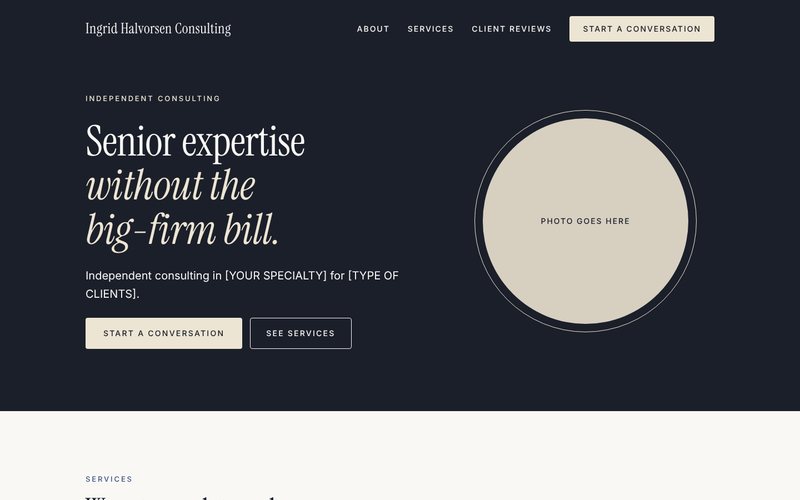 Ingrid Halvorsen Consulting
ABOUT
SERVICES
CLIENT REVIEWS
START A CONVERSATION
INDEPENDENT CONSULTING
Senior expertise
without the
big-firm bill.
Independent consulting in [YOUR SPECIALTY] for [TYPE OF
CLIENTS].
START A CONVERSATION
SEE SERVICES
PHOTO GOES HERE
SERVICES